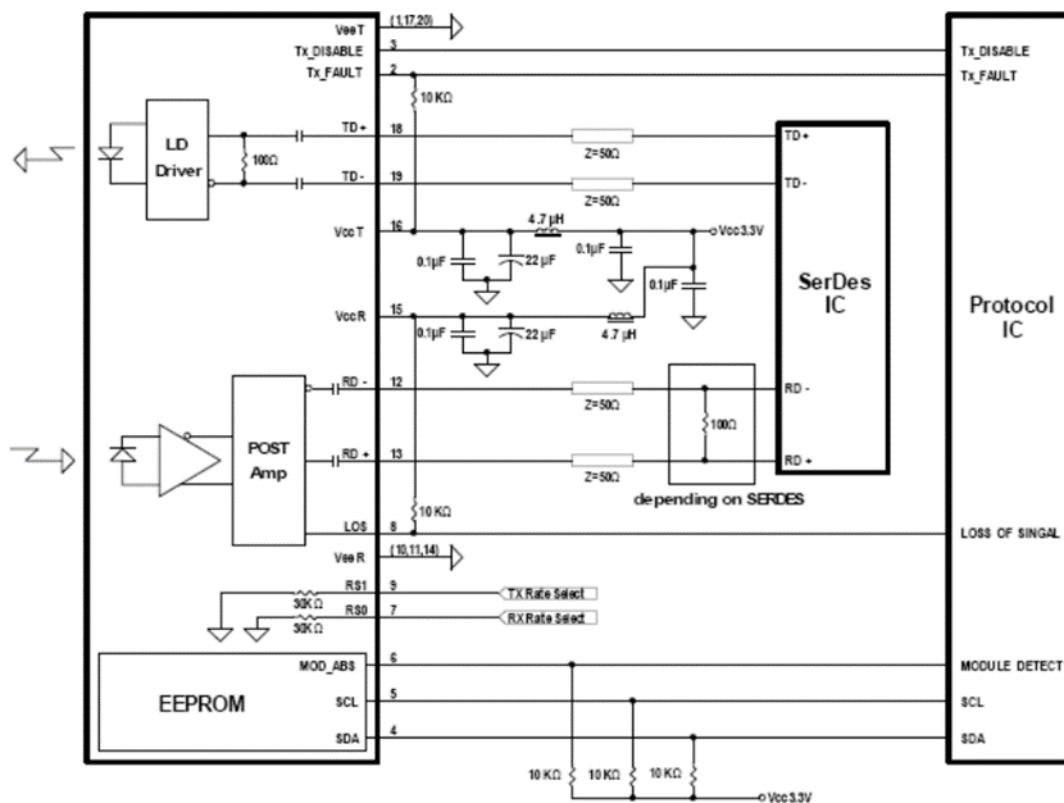 VeeT (1,17,20)
Tx_DISABLE 3 Tx_DISABLE
Tx_FAULT 2 Tx_FAULT
10 KΩ
LD
Driver
100Ω
TD+ 18 TD+
Z=50Ω
TD- 19 TD-
Z=50Ω
VccT 16
4.7 µH
Vcc3.3V
0.1µF
22 µF
0.1µF
0.1µF
SerDes
IC
Protocol
IC
VccR 15
0.1µF
22 µF
4.7 µH
RD - 12 RD -
Z=50Ω
100Ω
POST
Amp
RD + 13 RD +
Z=50Ω
depending on SERDES
10 KΩ
LOS 8 LOSS OF SINGAL
VeeR (10,11,14)
RS1 9 TX Rate Select
30KΩ
RS0 7 RX Rate Select
30KΩ
EEPROM
MOD_ABS 6 MODULE DETECT
SCL 5 SCL
SDA 4 SDA
10 KΩ 10 KΩ 10 KΩ
Vcc3.3V